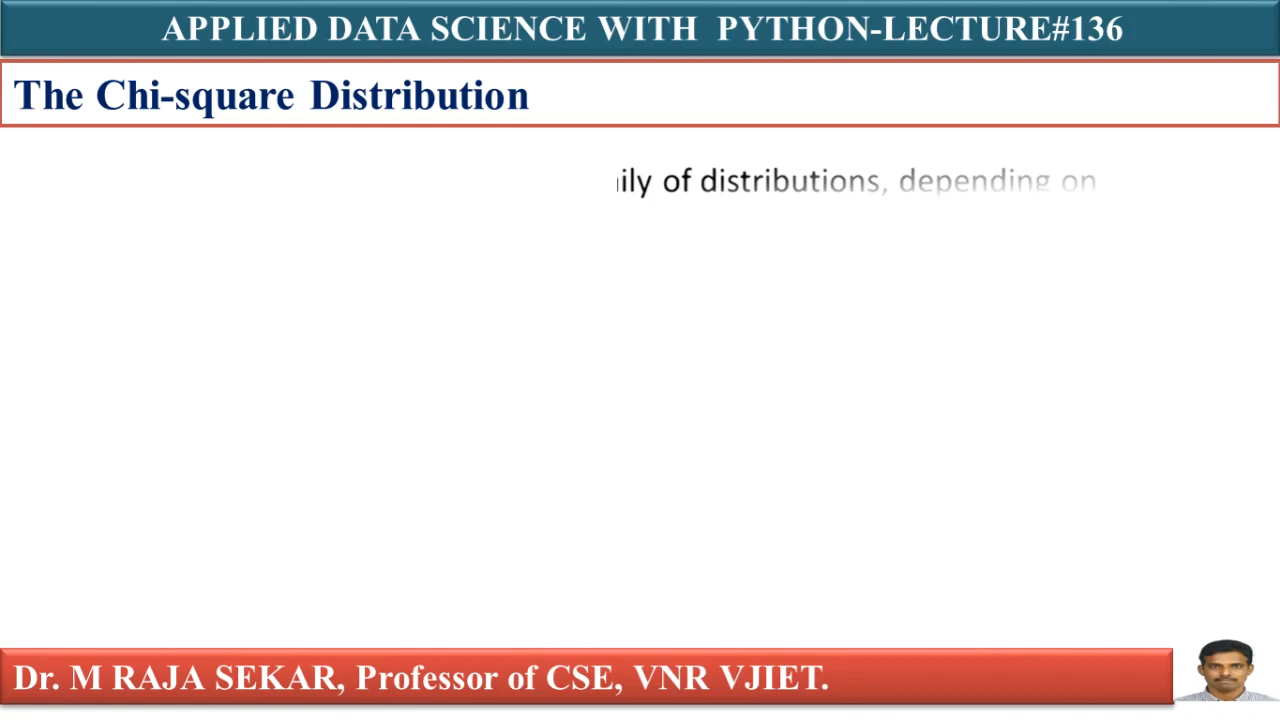 APPLIED DATA SCIENCE WITH PYTHON-LECTURE#136
The Chi-square Distribution
ily of distributions, depending on
Dr. M RAJA SEKAR, Professor of CSE, VNR VJIET.